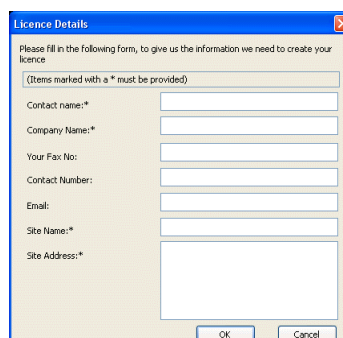 Licence Details
Please fill in the following form, to give us the information we need to create your
licence
(Items marked with a * must be provided)
Contact name:*
Company Name:*
Your Fax No:
Contact Number:
Email:
Site Name:*
Site Address:*
OK Cancel